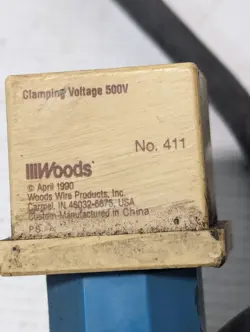 Clamping Voltage 500V
No. 411
Woods®
© April 1990
Woods Wire Products, Inc.
Carmel, IN 46032-6875, USA
Custom Manufactured in China